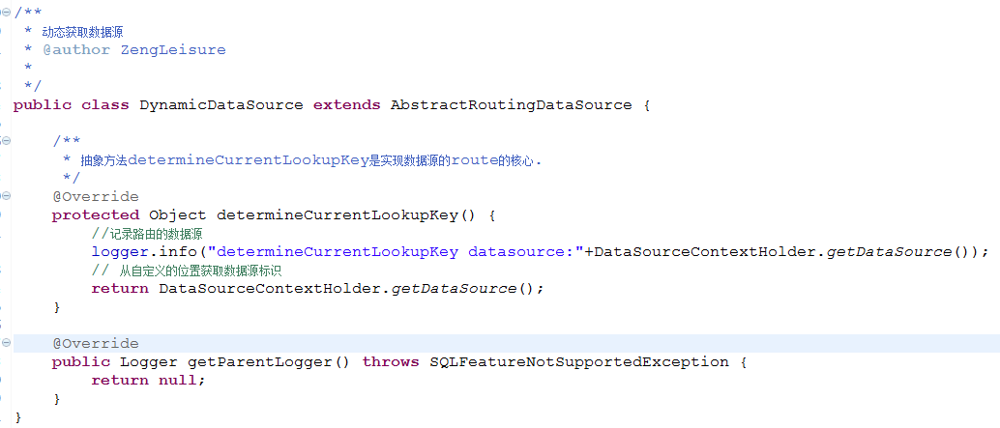 /**
 * 动态获取数据源
 * @author ZengLeisure
 *
 */
public class DynamicDataSource extends AbstractRoutingDataSource {
    /**
     * 抽象方法determineCurrentLookupKey是实现数据源的route的核心.
     */
    @Override
    protected Object determineCurrentLookupKey() {
        //记录路由的数据源
        logger.info("determineCurrentLookupKey datasource:"+DataSourceContextHolder.getDataSource());
        // 从自定义的位置获取数据源标识
        return DataSourceContextHolder.getDataSource();
    }
    @Override
    public Logger getParentLogger() throws SQLFeatureNotSupportedException {
        return null;
    }
}